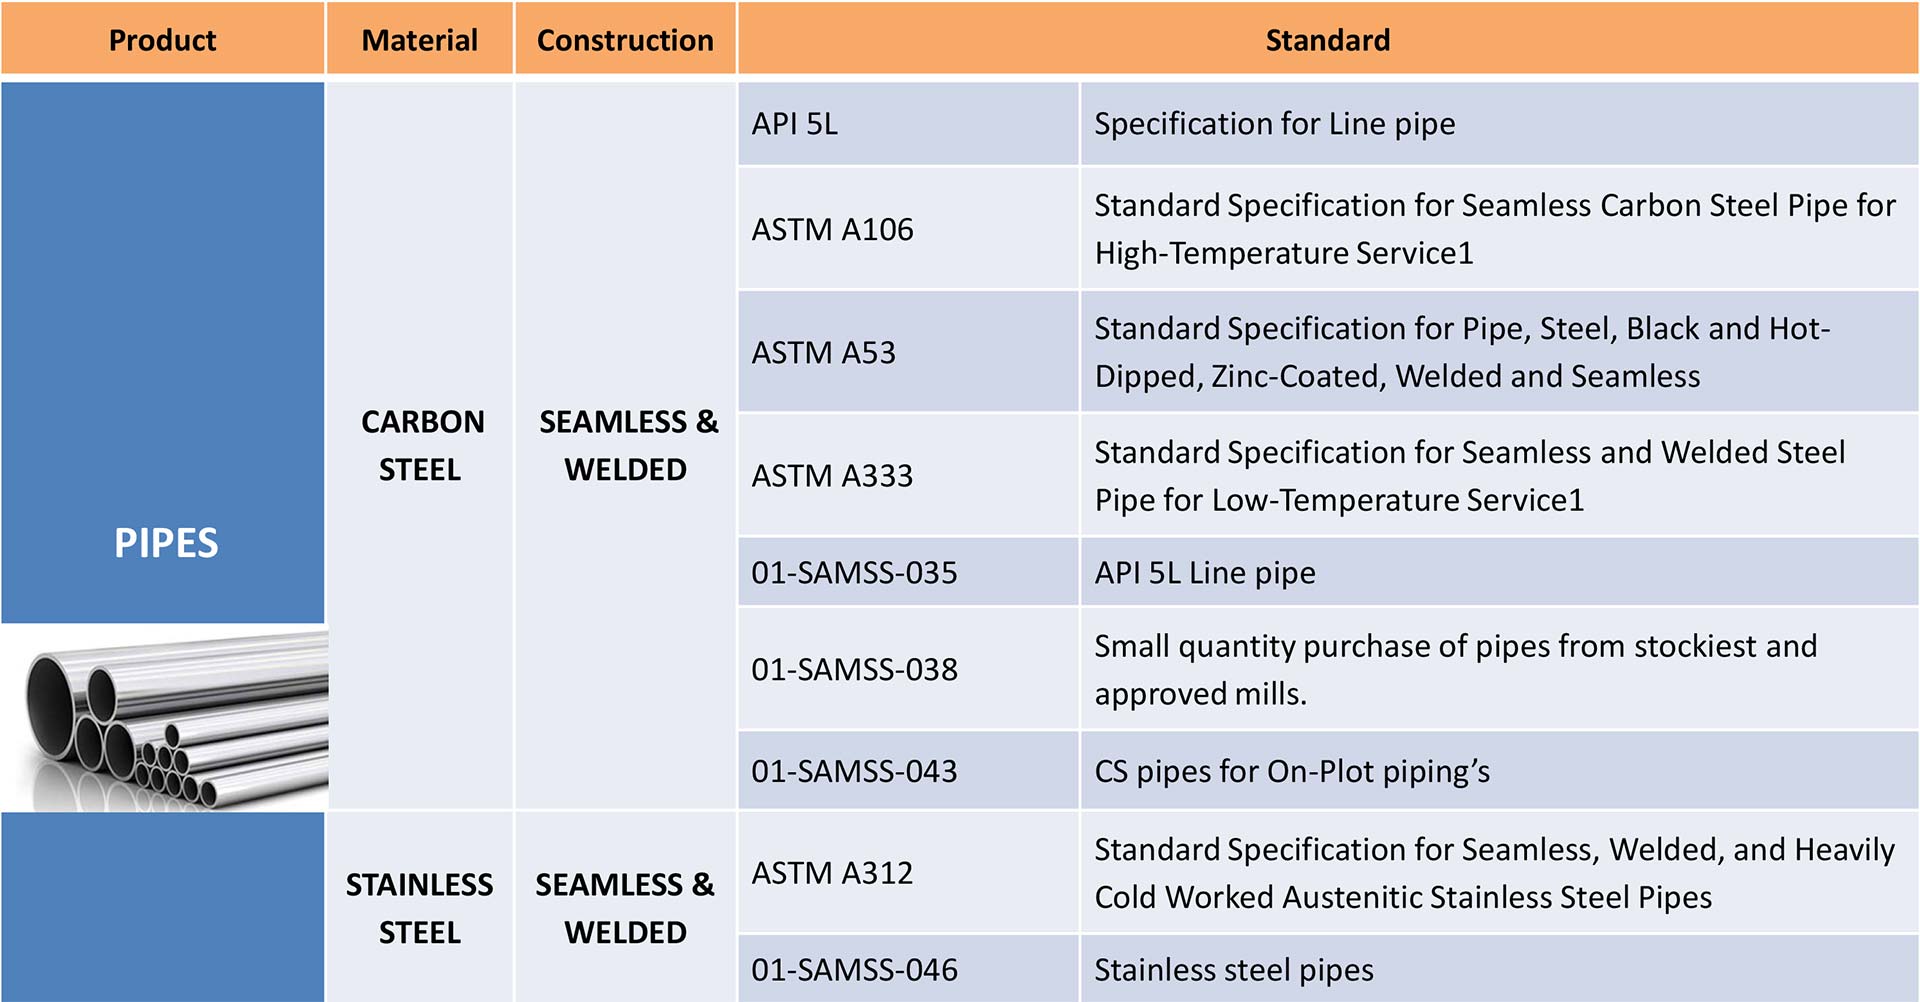 Product Material Construction Standard
PIPES
CARBON
STEEL
SEAMLESS &
WELDED
API 5L Specification for Line pipe
ASTM A106 Standard Specification for Seamless Carbon Steel Pipe for
High-Temperature Service1
ASTM A53 Standard Specification for Pipe, Steel, Black and Hot-
Dipped, Zinc-Coated, Welded and Seamless
ASTM A333 Standard Specification for Seamless and Welded Steel
Pipe for Low-Temperature Service1
01-SAMSS-035 API 5L Line pipe
01-SAMSS-038 Small quantity purchase of pipes from stockiest and
approved mills.
01-SAMSS-043 CS pipes for On-Plot piping’s
STAINLESS
STEEL
SEAMLESS &
WELDED
ASTM A312 Standard Specification for Seamless, Welded, and Heavily
Cold Worked Austenitic Stainless Steel Pipes
01-SAMSS-046 Stainless steel pipes